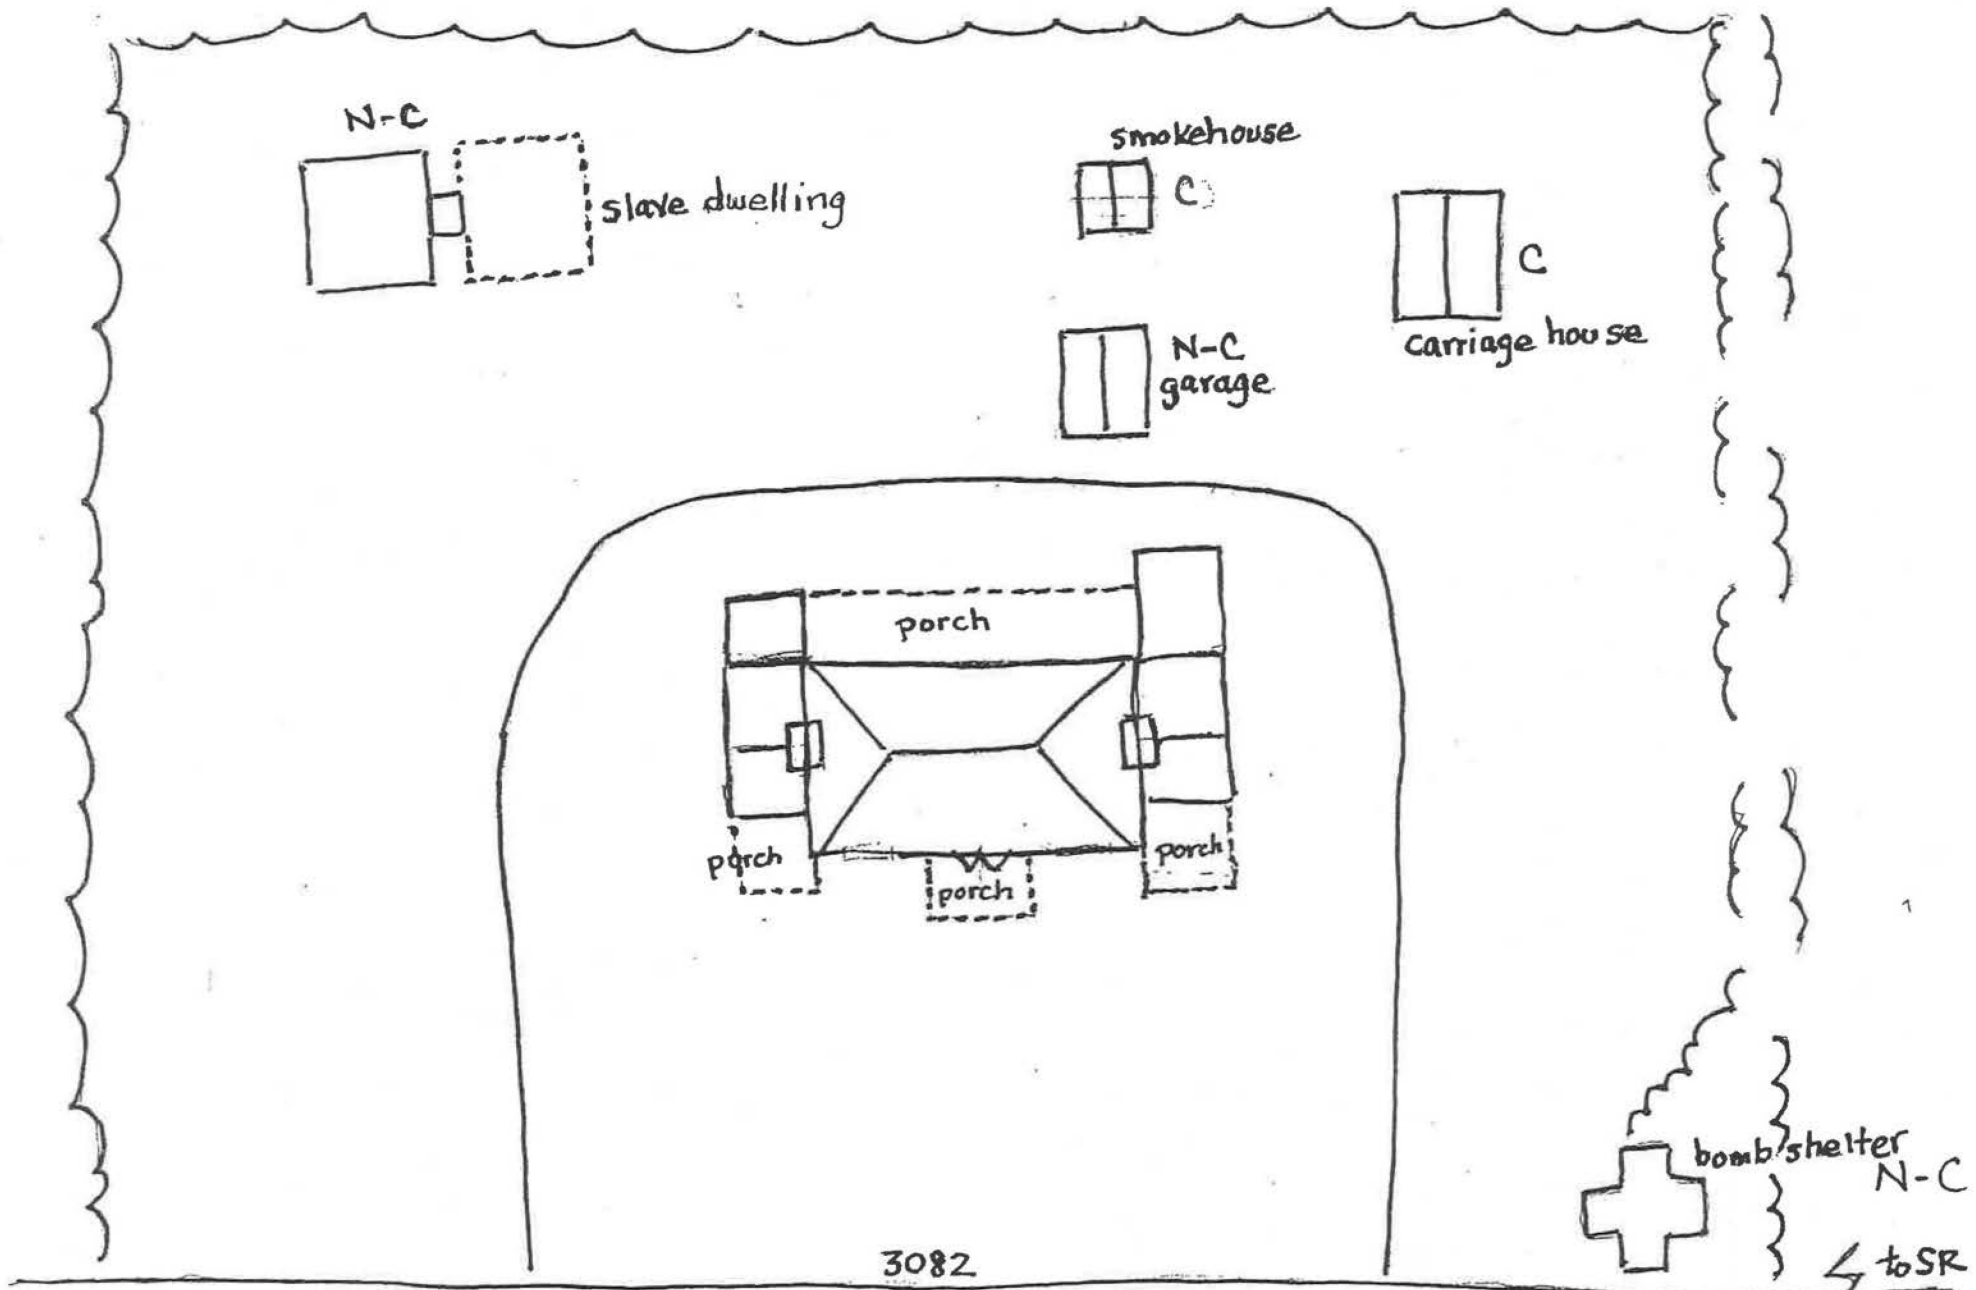 N-C
slave dwelling
smokehouse
C
C
carriage house
N-C
garage
porch
porch
porch
porch
bomb shelter
N-C
3082
to SR